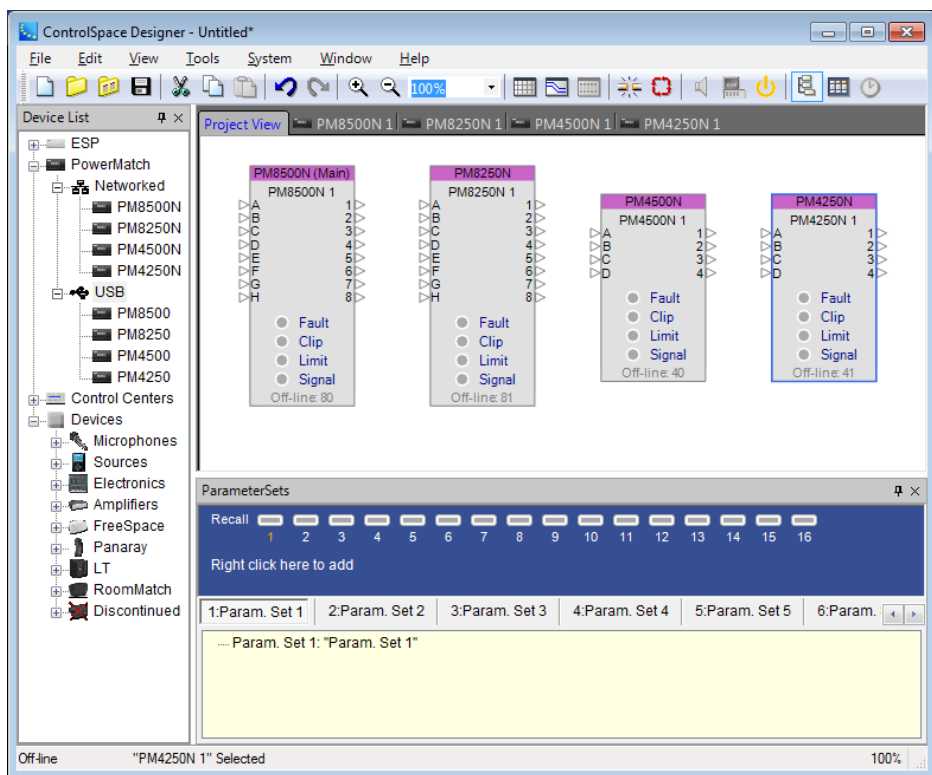 ControlSpace Designer - Untitled*
File Edit View Tools System Window Help
100%
Device List
ESP
PowerMatch
Networked
PM8500N
PM8250N
PM4500N
PM4250N
USB
PM8500
PM8250
PM4500
PM4250
Control Centers
Devices
Microphones
Sources
Electronics
Amplifiers
FreeSpace
Panaray
LT
RoomMatch
Discontinued
Project View PM8500N 1 PM8250N 1 PM4500N 1 PM4250N 1
PM8500N (Main)
PM8500N 1
A 1
B 2
C 3
D 4
E 5
F 6
G 7
H 8
Fault
Clip
Limit
Signal
Off-line: 80
PM8250N
PM8250N 1
A 1
B 2
C 3
D 4
E 5
F 6
G 7
H 8
Fault
Clip
Limit
Signal
Off-line: 81
PM4500N
PM4500N 1
A 1
B 2
C 3
D 4
Fault
Clip
Limit
Signal
Off-line: 40
PM4250N
PM4250N 1
A 1
B 2
C 3
D 4
Fault
Clip
Limit
Signal
Off-line: 41
ParameterSets
Recall
1 2 3 4 5 6 7 8 9 10 11 12 13 14 15 16
Right click here to add
1:Param. Set 1 2:Param. Set 2 3:Param. Set 3 4:Param. Set 4 5:Param. Set 5 6:Param.
Param. Set 1: "Param. Set 1"
Off-line "PM4250N 1" Selected 100%